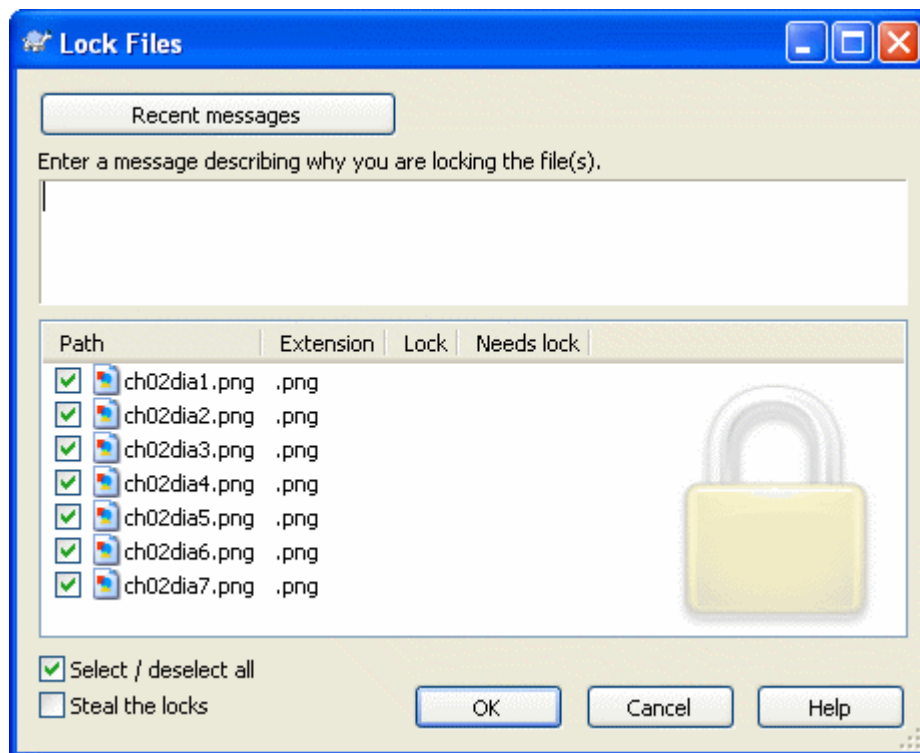 Lock Files
Recent messages
Enter a message describing why you are locking the file(s).
Path Extension Lock Needs lock
ch02dia1.png .png
ch02dia2.png .png
ch02dia3.png .png
ch02dia4.png .png
ch02dia5.png .png
ch02dia6.png .png
ch02dia7.png .png
Select / deselect all
Steal the locks
OK Cancel Help